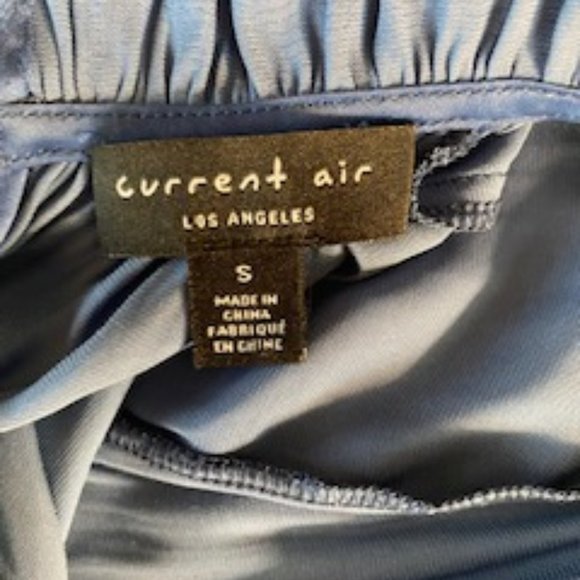 current air
LOS ANGELES
S
MADE IN
CHINA
FABRIQUÉ
EN CHINE